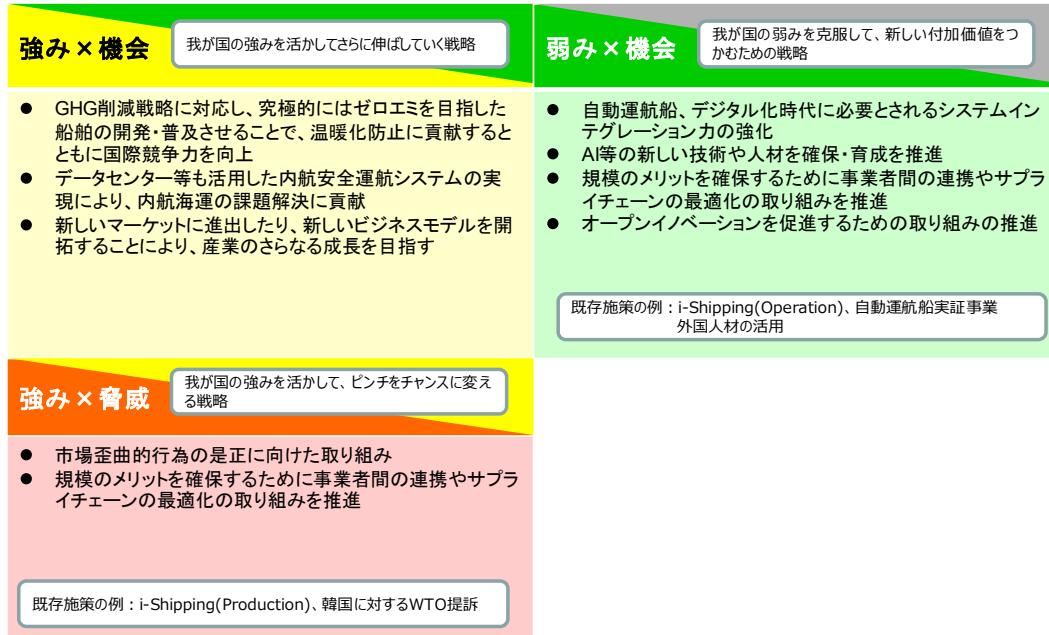 強み×機会
我が国の強みを活かしてさらに伸ばしていく戦略
● GHG削減戦略に対応し、究極的にはゼロエミを目指した
船舶の開発・普及させることで、温暖化防止に貢献すると
ともに国際競争力を向上
● データセンター等も活用した内航安全運航システムの実
現により、内航海運の課題解決に貢献
● 新しいマーケットに進出したり、新しいビジネスモデルを開
拓することにより、産業のさらなる成長を目指す
弱み×機会
我が国の弱みを克服して、新しい付加価値をつ
かむための戦略
● 自動運航船、デジタル化時代に必要とされるシステムイン
テグレーション力の強化
● AI等の新しい技術や人材を確保・育成を推進
● 規模のメリットを確保するために事業者間の連携やサプラ
イチェーンの最適化の取り組みを推進
● オープンイノベーションを促進するための取り組みの推進
既存施策の例：i-Shipping(Operation)、自動運航船実証事業
外国人材の活用
強み×脅威
我が国の強みを活かして、ピンチをチャンスに変え
る戦略
● 市場歪曲的行為の是正に向けた取り組み
● 規模のメリットを確保するために事業者間の連携やサプラ
イチェーンの最適化の取り組みを推進
既存施策の例：i-Shipping(Production)、韓国に対するWTO提訴